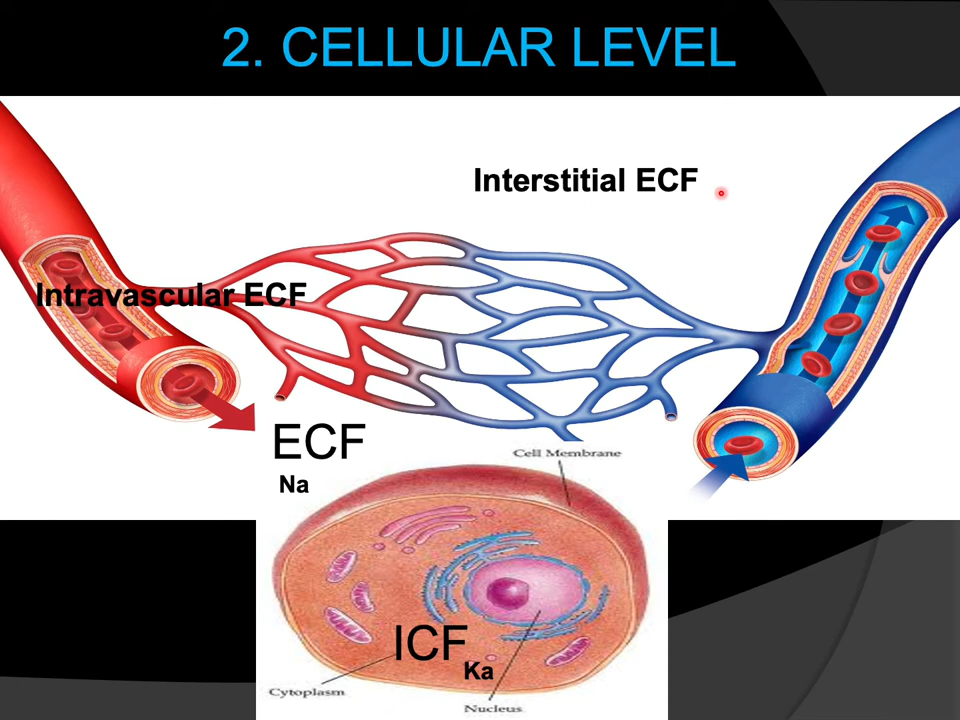 2. CELLULAR LEVEL
Interstitial ECF
Intravascular ECF
ECF
Na
Cell Membrane
ICF
Ka
Cytoplasm
Nucleus